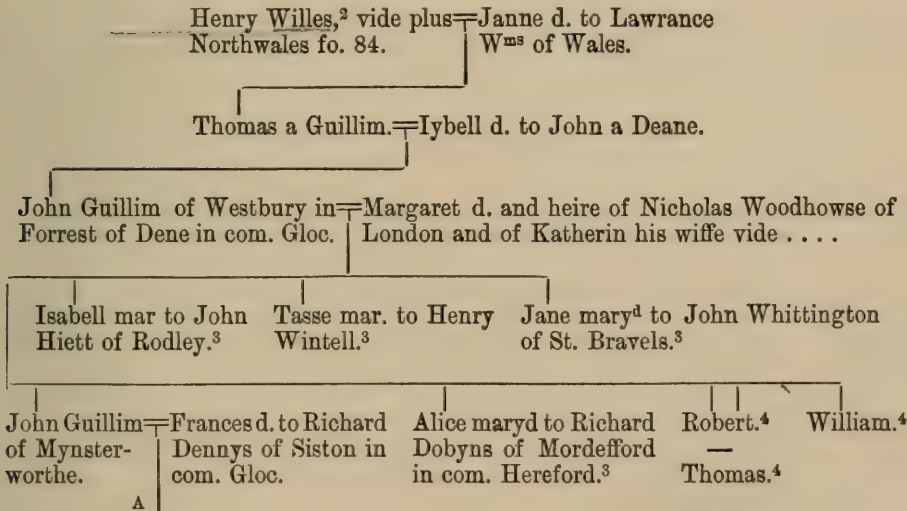 Henry Willes,² vide plus=Janne d. to Lawrance
Northwales fo. 84. Wᵐˢ of Wales.
Thomas a Guillim.=Iybell d. to John a Deane.
John Guillim of Westbury in=Margaret d. and heire of Nicholas Woodhowse of
Forrest of Dene in com. Gloc. London and of Katherin his wiffe vide . . . .
Isabell mar to John Tasse mar. to Henry Jane maryᵈ to John Whittington
Hiett of Rodley.³ Wintell.³ of St. Bravels.³
John Guillim=Frances d. to Richard Alice maryd to Richard Robert.⁴ William.⁴
of Mynster- Dennys of Siston in Dobyns of Mordefford —
worthe. com. Gloc. in com. Hereford.³ Thomas.⁴
A